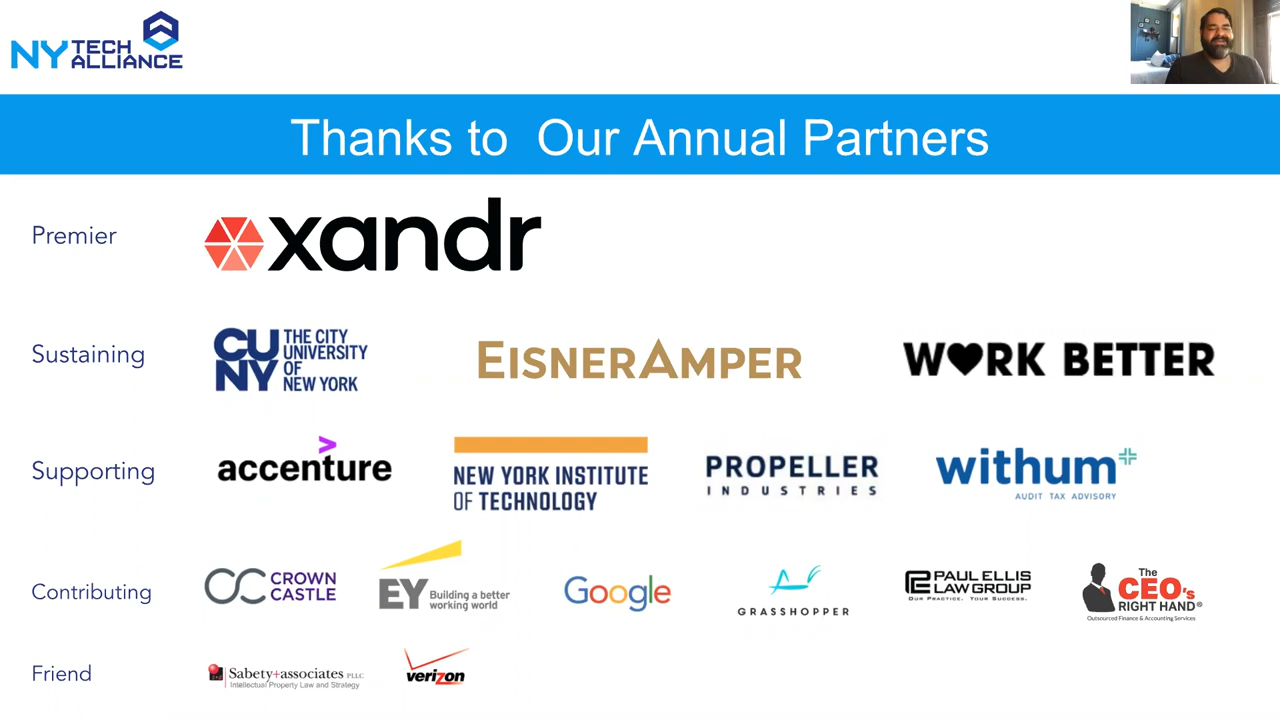 NY TECH
ALLIANCE
Thanks to  Our Annual Partners
Premier
xandr
Sustaining
CU
NY
THE CITY
UNIVERSITY
OF
NEW YORK
EISNERAMPER
W♥RK BETTER
Supporting
accenture
NEW YORK INSTITUTE
OF TECHNOLOGY
PROPELLER
INDUSTRIES
withum
AUDIT TAX ADVISORY
Contributing
CROWN
CASTLE
EY
Building a better
working world
Google
GRASSHOPPER
PAUL ELLIS
LAW GROUP
OUR PRACTICE. YOUR SUCCESS.
The
CEO's
RIGHT HAND®
Outsourced Finance & Accounting Services
Friend
Sabety+associates PLLC
Intellectual Property Law and Strategy
verizon